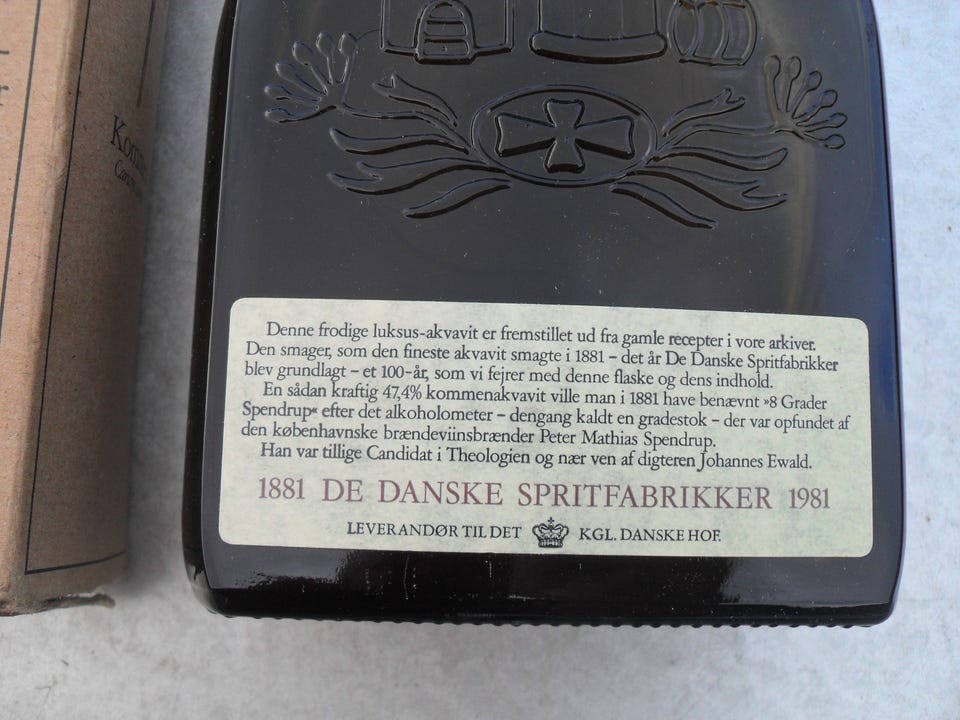 Denne frodige luksus-akvavit er fremstillet ud fra gamle recepter i vore arkiver.
Den smager, som den fineste akvavit smagte i 1881 – det år De Danske Spritfabrikker
blev grundlagt – et 100-år, som vi fejrer med denne flaske og dens indhold.
En sådan kraftig 47,4% kommenakvavit ville man i 1881 have benævnt »8 Grader
Spendrup« efter det alkoholometer – dengang kaldt en gradestok – der var opfundet af
den københavnske brændeviinsbrænder Peter Mathias Spendrup.
Han var tillige Candidat i Theologien og nær ven af digteren Johannes Ewald.
1881 DE DANSKE SPRITFABRIKKER 1981
LEVERANDØR TIL DET KGL. DANSKE HOF.